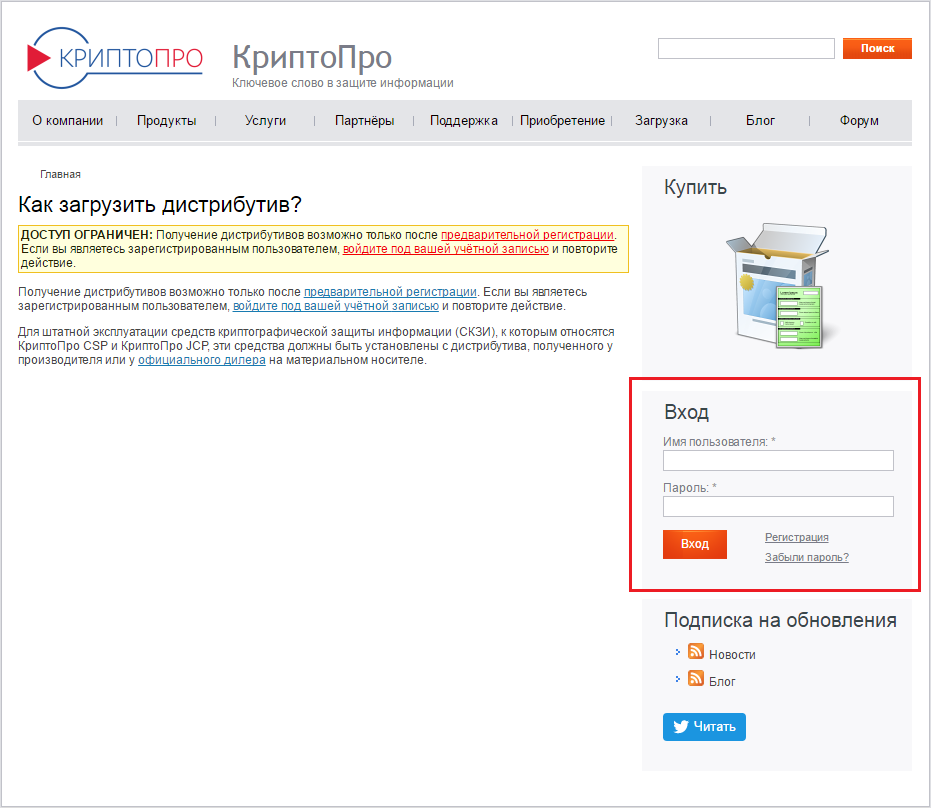 КРИПТОПРО
КриптоПро
Ключевое слово в защите информации
Поиск
О компании
Продукты
Услуги
Партнёры
Поддержка
Приобретение
Загрузка
Блог
Форум
Главная
Как загрузить дистрибутив?
ДОСТУП ОГРАНИЧЕН: Получение дистрибутивов возможно только после предварительной регистрации.
Если вы являетесь зарегистрированным пользователем, войдите под вашей учётной записью и повторите
действие.
Получение дистрибутивов возможно только после предварительной регистрации. Если вы являетесь
зарегистрированным пользователем, войдите под вашей учётной записью и повторите действие.
Для штатной эксплуатации средств криптографической защиты информации (СКЗИ), к которым относятся
КриптоПро CSP и КриптоПро JCP, эти средства должны быть установлены с дистрибутива, полученного у
производителя или у официального дилера на материальном носителе.
Купить
Вход
Имя пользователя: *
Пароль: *
Вход
Регистрация
Забыли пароль?
Подписка на обновления
Новости
Блог
Читать